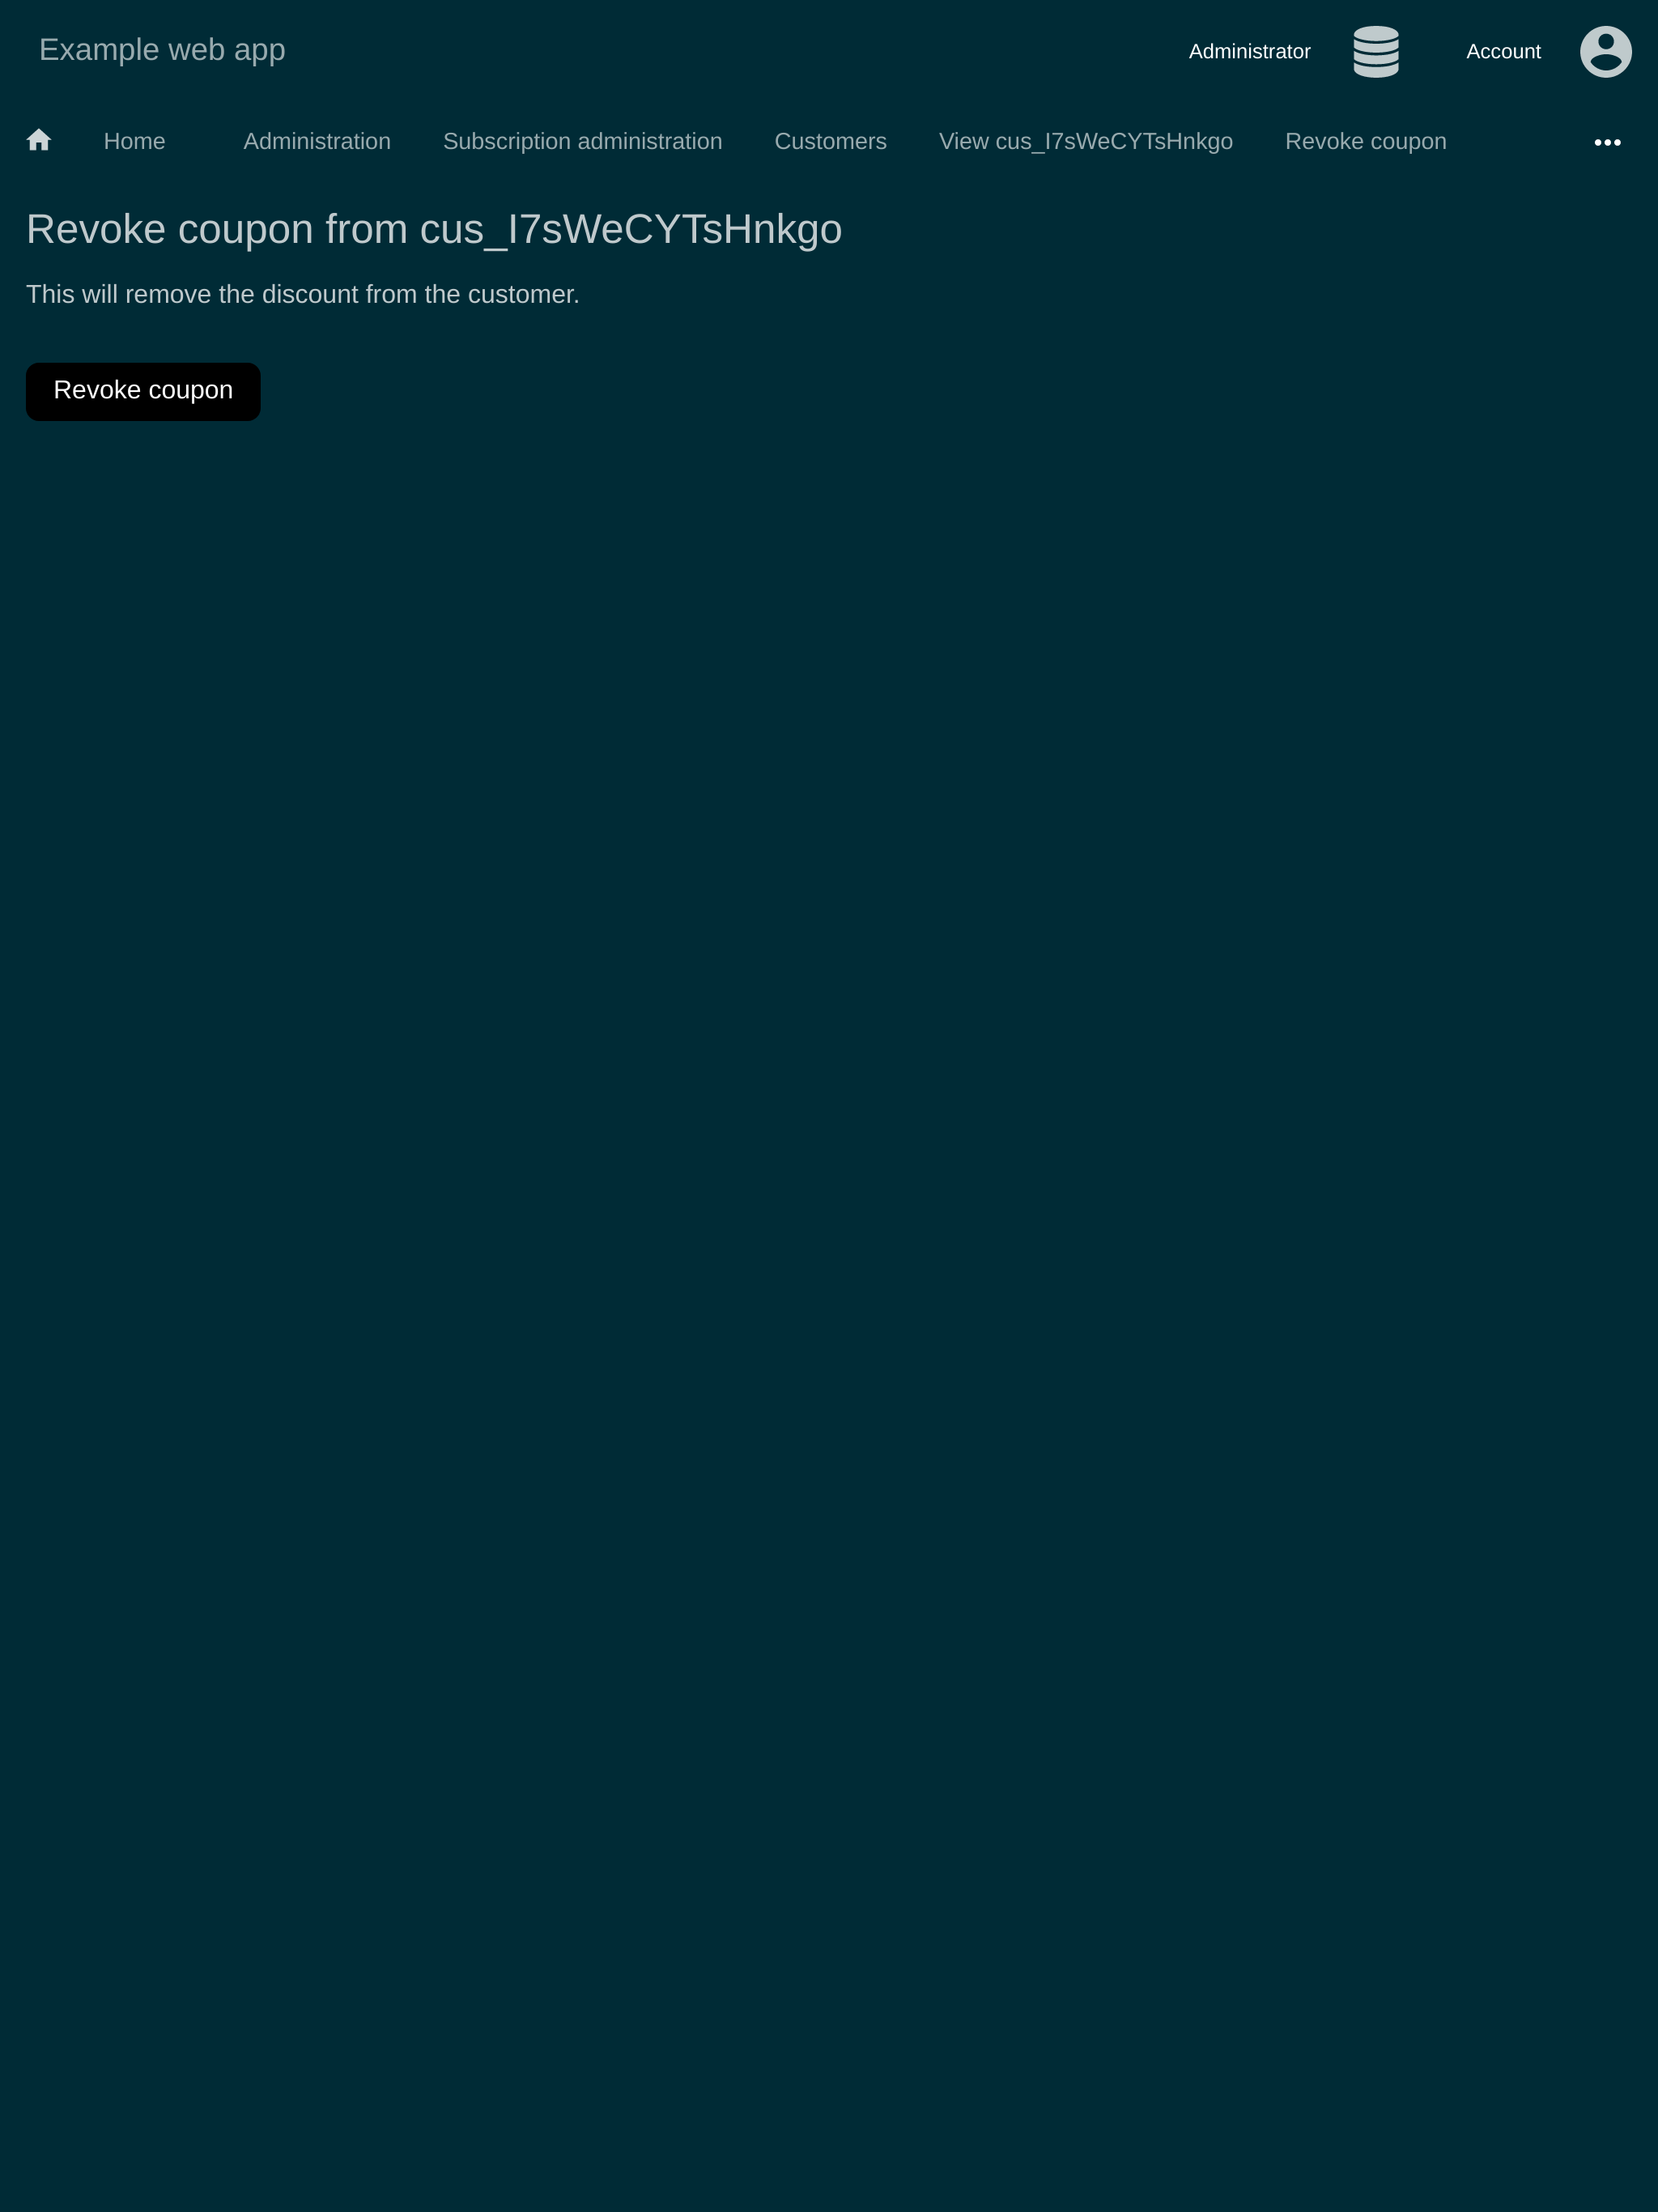 Example web app
Administrator Account
Home Administration Subscription administration Customers View cus_I7sWeCYTsHnkgo Revoke coupon
Revoke coupon from cus_I7sWeCYTsHnkgo
This will remove the discount from the customer.
Revoke coupon